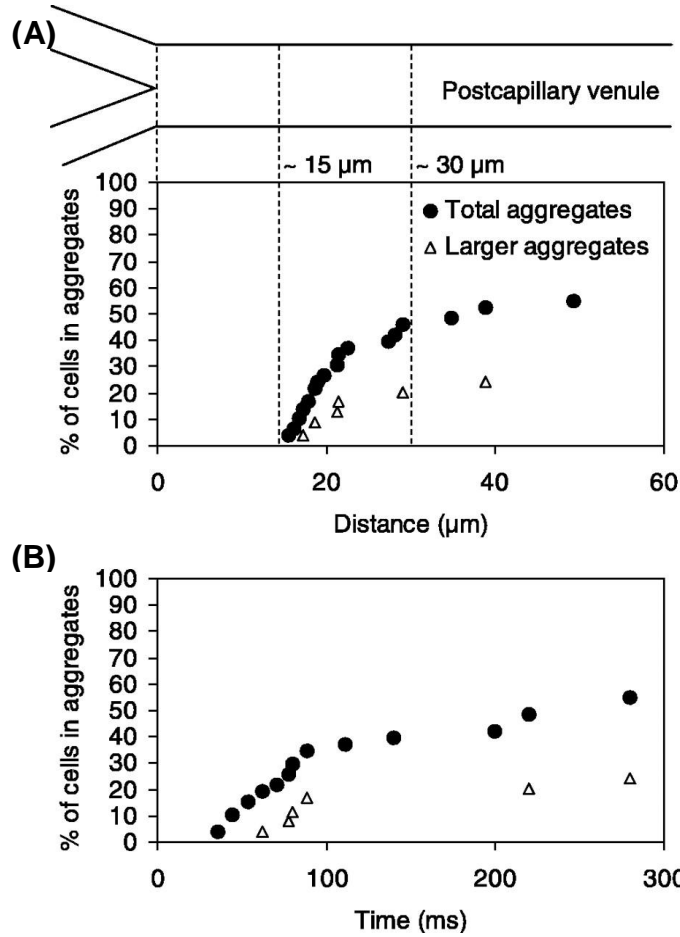 (A)
Postcapillary venule
~ 15 µm
~ 30 µm
100
90
80
70
60
50
40
30
20
10
0
% of cells in aggregates
Total aggregates
Larger aggregates
0 20 40 60
Distance (µm)
(B)
100
90
80
70
60
50
40
30
20
10
0
% of cells in aggregates
0 100 200 300
Time (ms)